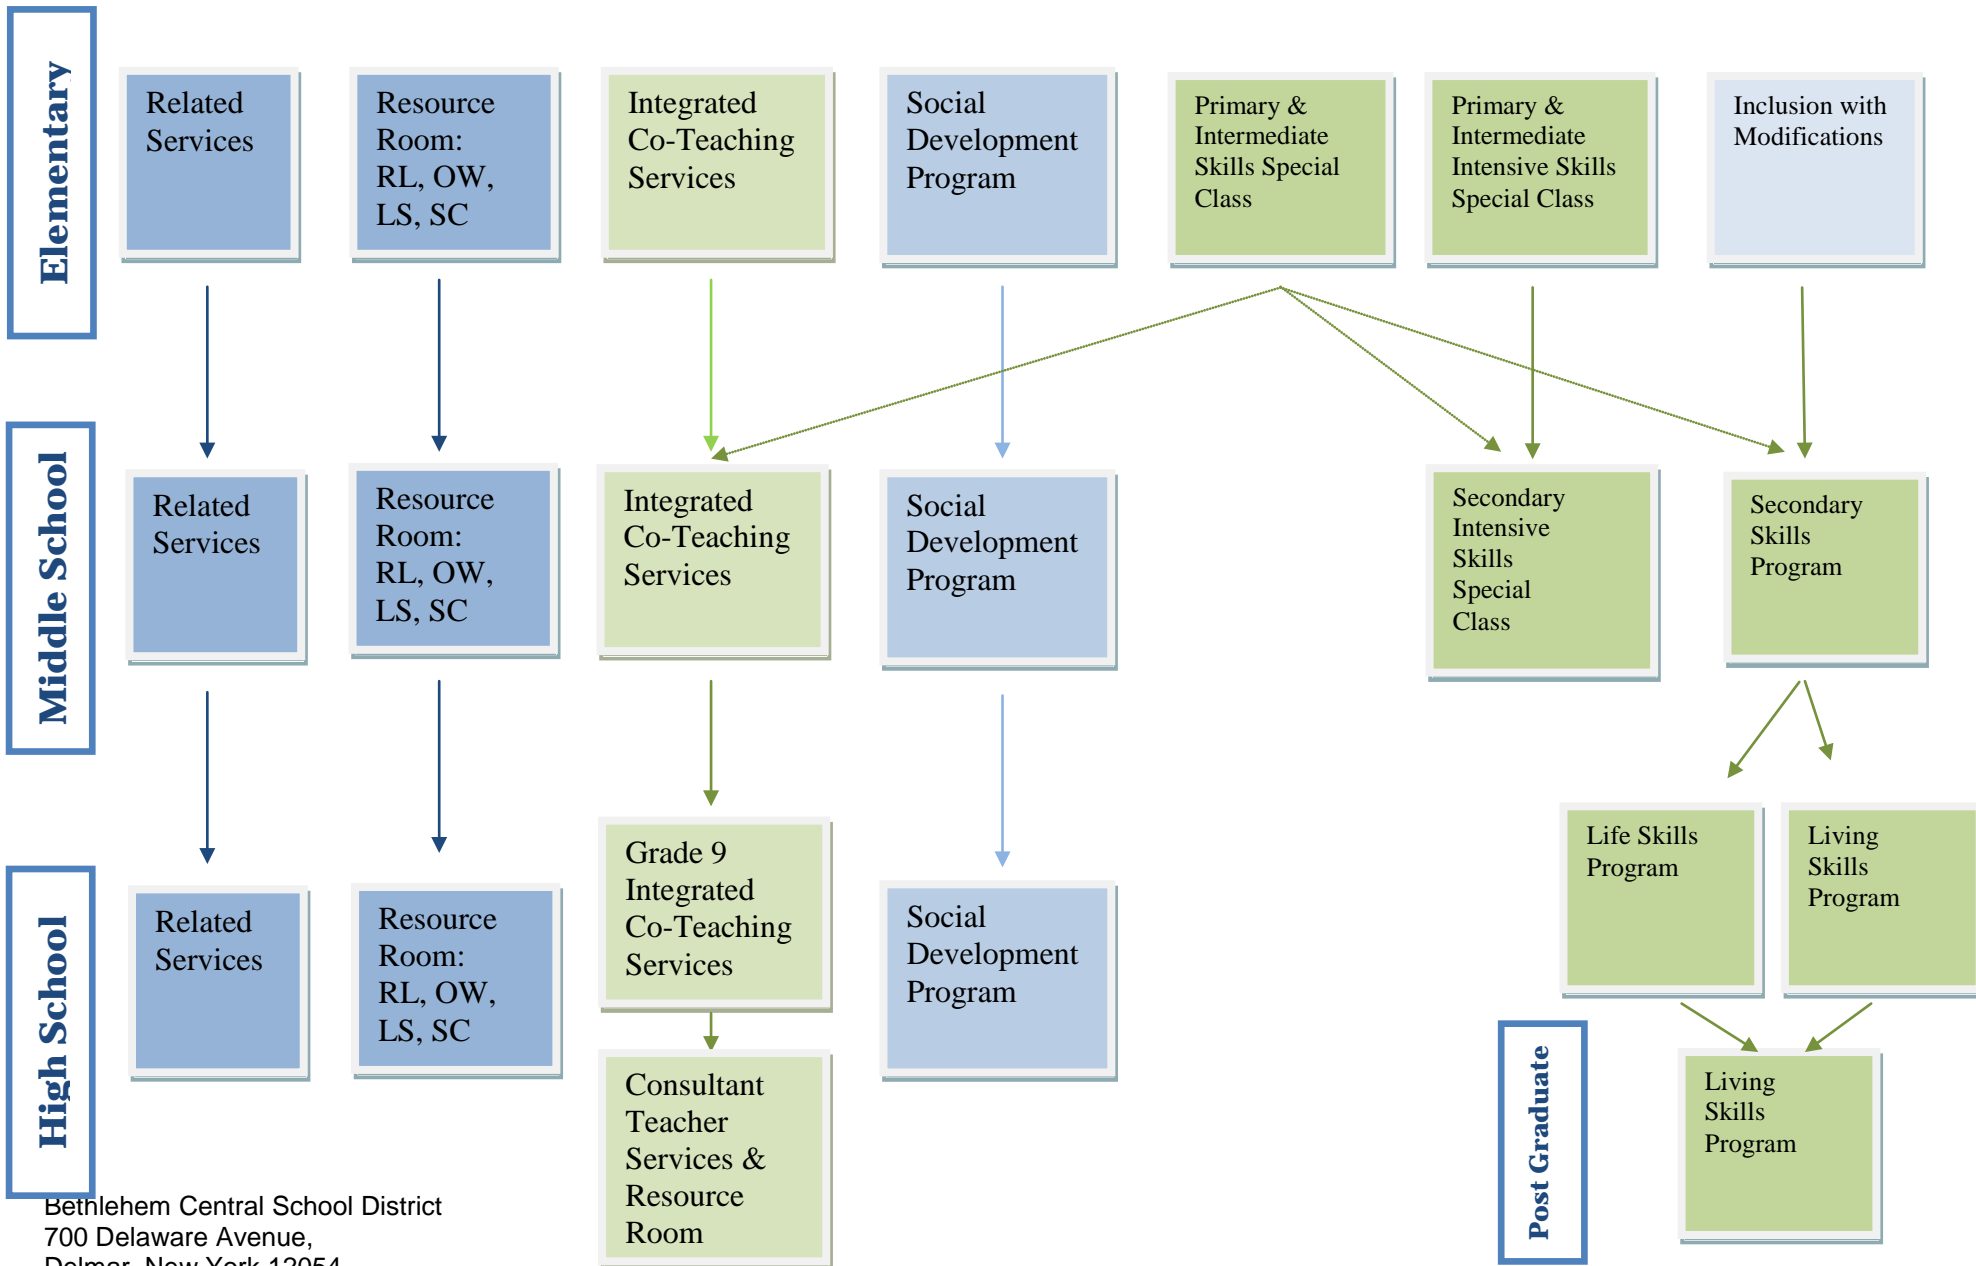 Elementary
Related
Services
Resource
Room:
RL, OW,
LS, SC
Integrated
Co-Teaching
Services
Social
Development
Program
Primary &
Intermediate
Skills Special
Class
Primary &
Intermediate
Intensive Skills
Special Class
Inclusion with
Modifications
Middle School
Related
Services
Resource
Room:
RL, OW,
LS, SC
Integrated
Co-Teaching
Services
Social
Development
Program
Secondary
Intensive
Skills
Special
Class
Secondary
Skills
Program
High School
Related
Services
Resource
Room:
RL, OW,
LS, SC
Grade 9
Integrated
Co-Teaching
Services
Consultant
Teacher
Services &
Resource
Room
Social
Development
Program
Life Skills
Program
Living
Skills
Program
Post Graduate
Living
Skills
Program
Bethlehem Central School District
700 Delaware Avenue,
Delmar, New York 12054